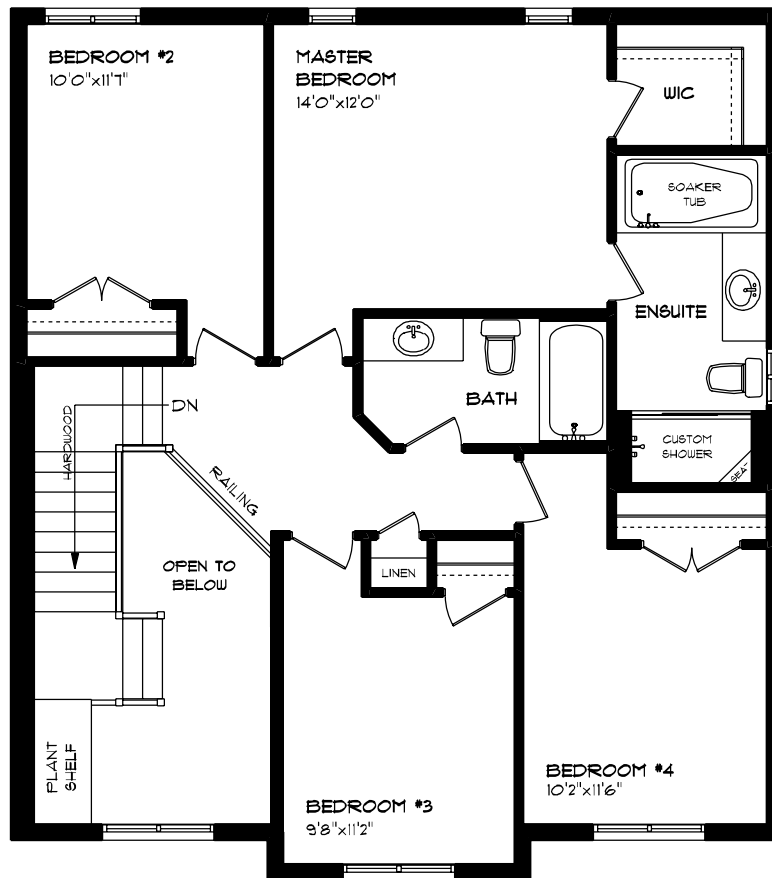 BEDROOM #2
10'0"x11'7"
MASTER
BEDROOM
14'0"x12'0"
WIC
SOAKER
TUB
ENSUITE
BATH
DN
HARDWOOD
RAILING
CUSTOM
SHOWER
SEAT
OPEN TO
BELOW
LINEN
PLANT
SHELF
BEDROOM #3
9'8"x11'2"
BEDROOM #4
10'2"x11'6"